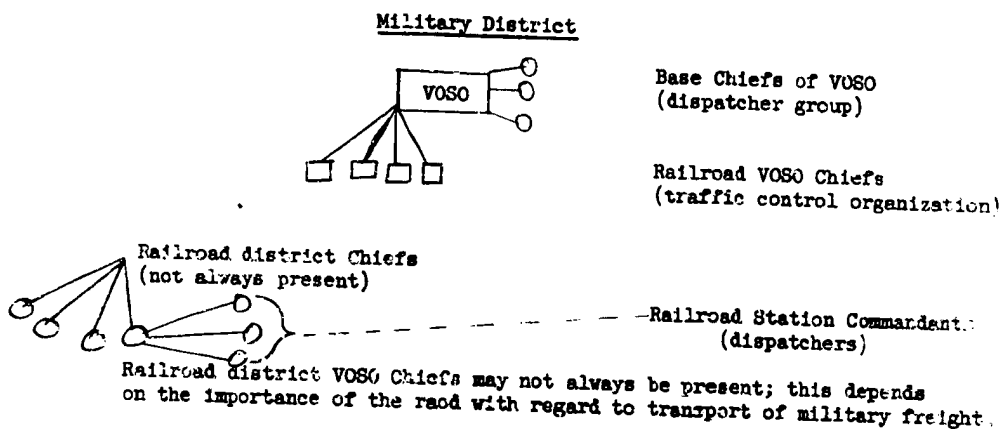 Military District
VOSO
Base Chiefs of VOSO
(dispatcher group)
Railroad VOSO Chiefs
(traffic control organization)
Railroad district Chiefs
(not always present)
Railroad Station Commandant
(dispatchers)
Railroad district VOSO Chiefs may not always be present; this depends
on the importance of the raod with regard to transport of military freight.